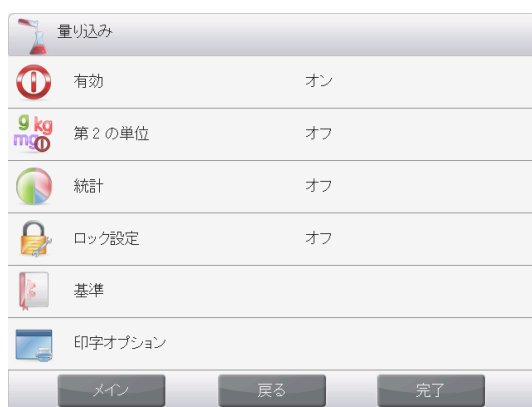 量り込み
有効 オン
g kg
mg
第2の単位 オフ
統計 オフ
ロック設定 オフ
基準
印字オプション
メイン 戻る 完了